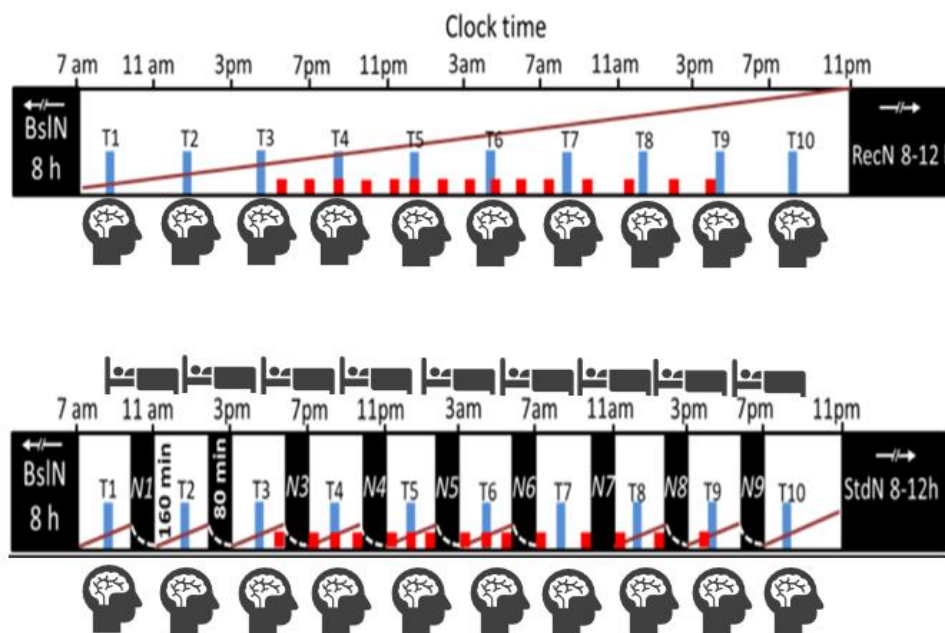 Clock time
7 am 11 am 3pm 7pm 11pm 3am 7am 11am 3pm 7pm 11pm
BslN
8 h
T1 T2 T3 T4 T5 T6 T7 T8 T9 T10
RecN 8-12
7 am 11 am 3pm 7pm 11pm 3am 7am 11am 3pm 7pm 11pm
BslN
8 h
T1 N1 160 min T2 80 min T3 N3 T4 N4 T5 N5 T6 N6 T7 N7 T8 N8 T9 N9 T10
StdN 8-12h